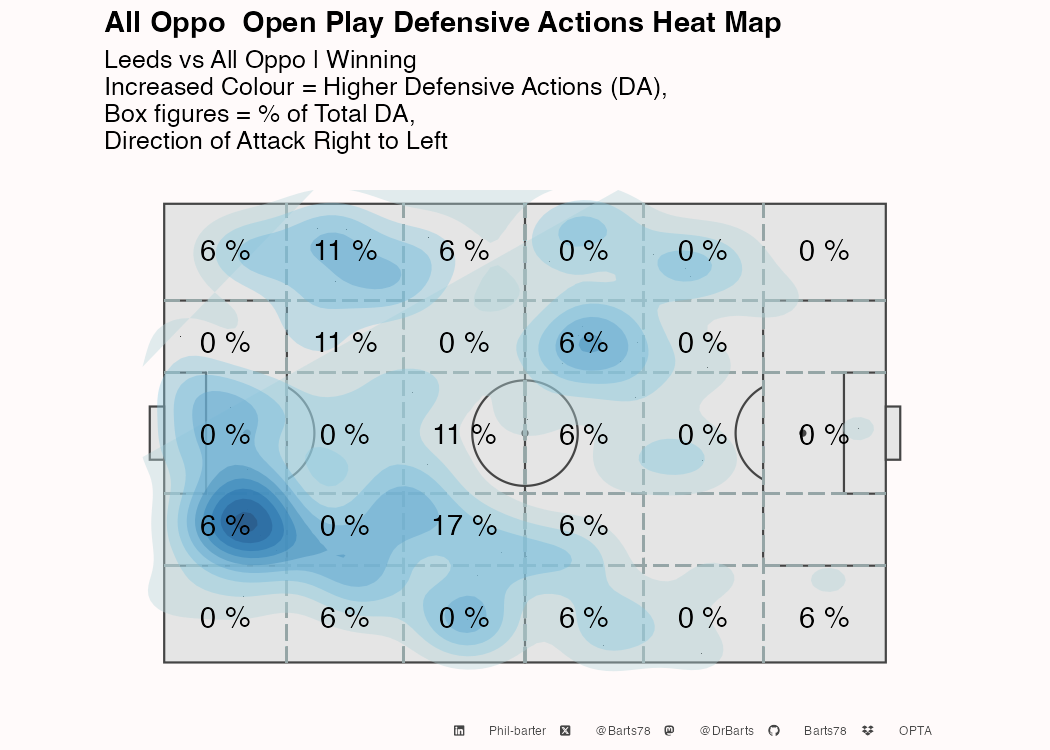 All Oppo  Open Play Defensive Actions Heat Map
Leeds vs All Oppo | Winning
Increased Colour = Higher Defensive Actions (DA),
Box figures = % of Total DA,
Direction of Attack Right to Left
6 % 11 % 6 % 0 % 0 % 0 %
0 % 11 % 0 % 6 % 0 %
0 % 0 % 11 % 6 % 0 % 0 %
6 % 0 % 17 % 6 %
0 % 6 % 0 % 6 % 0 % 6 %
Phil-barter @Barts78 @DrBarts Barts78 OPTA